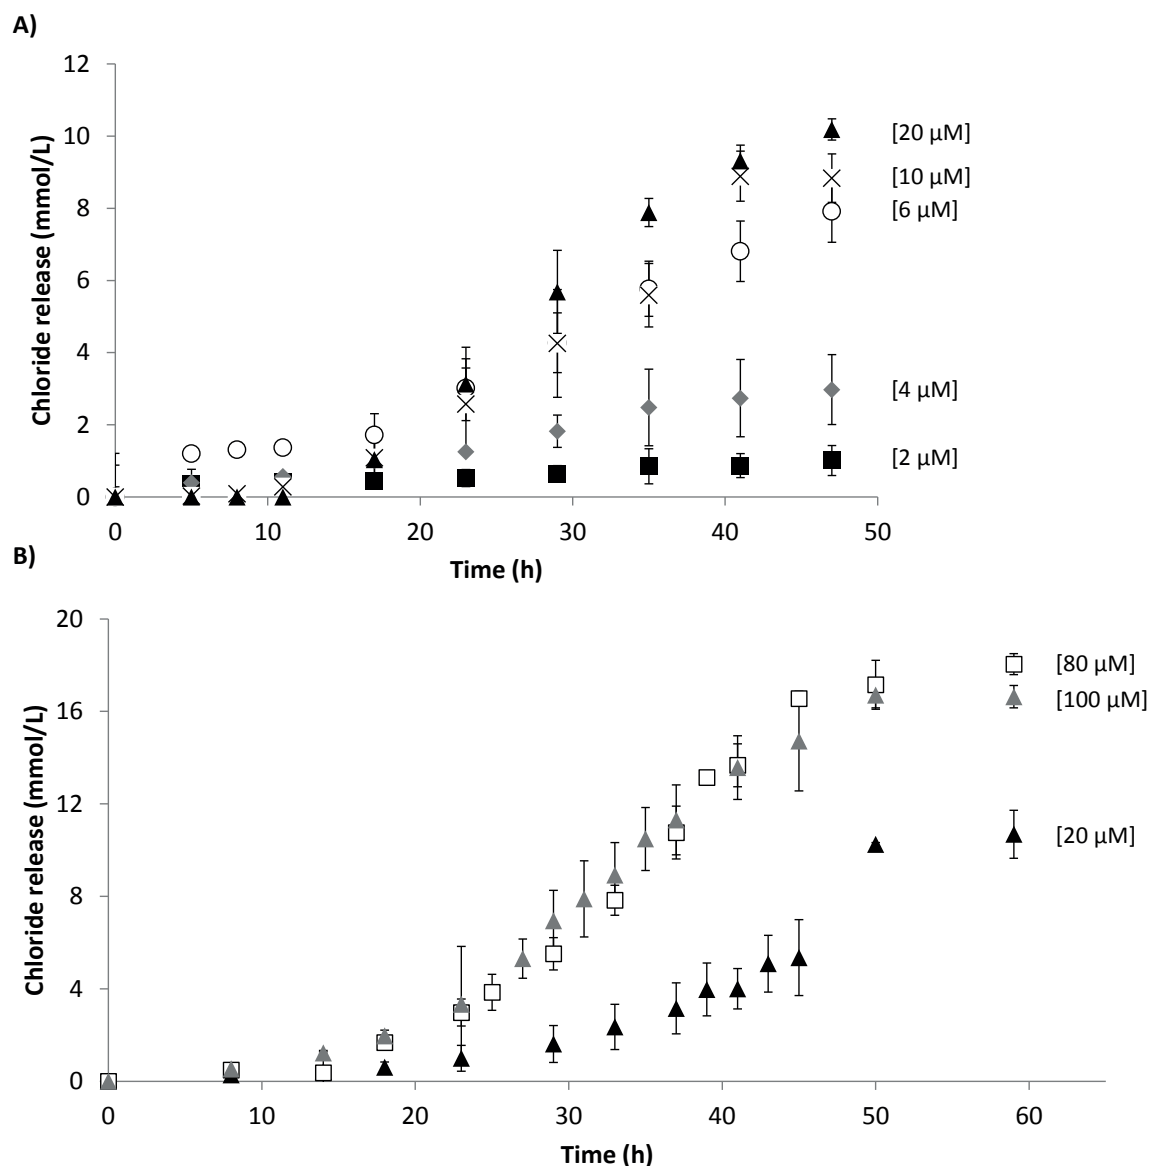 A)
12
10
8
6
4
2
0
Chloride release (mmol/L)
[20 µM]
[10 µM]
[6 µM]
[4 µM]
[2 µM]
0 10 20 30 40 50
Time (h)
B)
20
16
12
8
4
0
Chloride release (mmol/L)
[80 µM]
[100 µM]
[20 µM]
0 10 20 30 40 50 60
Time (h)